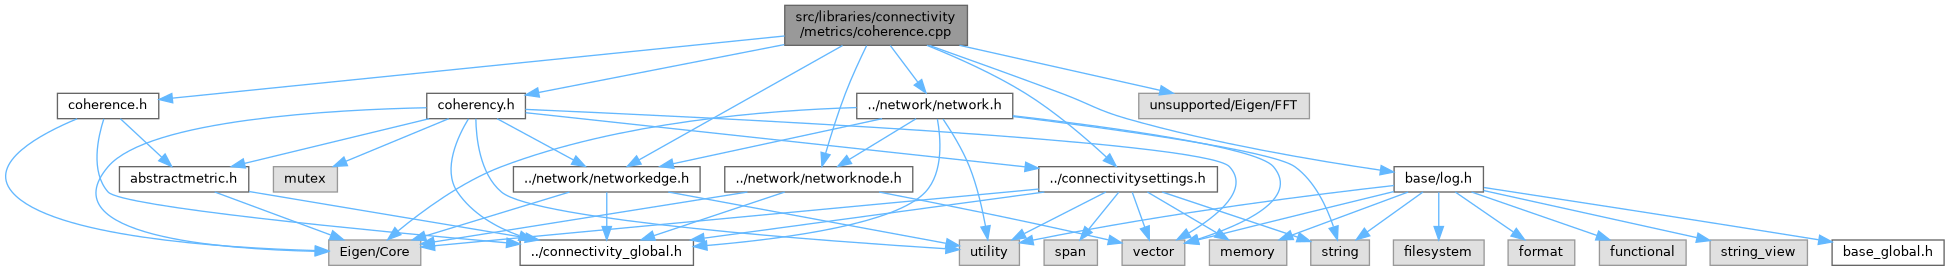 src/libraries/connectivity
/metrics/coherence.cpp
coherence.h
coherency.h
../network/network.h
unsupported/Eigen/FFT
abstractmetric.h
mutex
../network/networkedge.h
../network/networknode.h
../connectivitysettings.h
base/log.h
Eigen/Core
../connectivity_global.h
utility
span
vector
memory
string
filesystem
format
functional
string_view
base_global.h